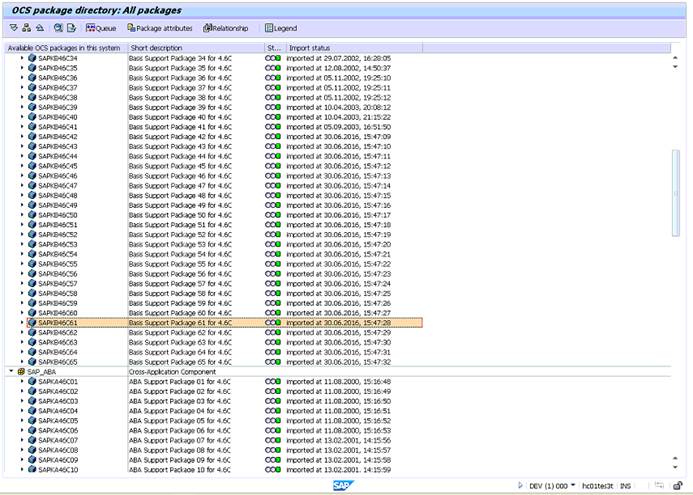 OCS package directory: All packages
Queue Package attributes Relationship Legend
Available OCS packages in this system Short description St... Import status
SAPKB46C34 Basis Support Package 34 for 4.6C imported at 29.07.2002, 16:28:05
SAPKB46C35 Basis Support Package 35 for 4.6C imported at 12.08.2002, 14:50:37
SAPKB46C36 Basis Support Package 36 for 4.6C imported at 05.11.2002, 19:25:10
SAPKB46C37 Basis Support Package 37 for 4.6C imported at 05.11.2002, 19:25:11
SAPKB46C38 Basis Support Package 38 for 4.6C imported at 05.11.2002, 19:25:12
SAPKB46C39 Basis Support Package 39 for 4.6C imported at 10.04.2003, 20:08:12
SAPKB46C40 Basis Support Package 40 for 4.6C imported at 10.04.2003, 21:15:22
SAPKB46C41 Basis Support Package 41 for 4.6C imported at 05.09.2003, 16:51:50
SAPKB46C42 Basis Support Package 42 for 4.6C imported at 30.06.2016, 15:47:09
SAPKB46C43 Basis Support Package 43 for 4.6C imported at 30.06.2016, 15:47:10
SAPKB46C44 Basis Support Package 44 for 4.6C imported at 30.06.2016, 15:47:11
SAPKB46C45 Basis Support Package 45 for 4.6C imported at 30.06.2016, 15:47:12
SAPKB46C46 Basis Support Package 46 for 4.6C imported at 30.06.2016, 15:47:13
SAPKB46C47 Basis Support Package 47 for 4.6C imported at 30.06.2016, 15:47:14
SAPKB46C48 Basis Support Package 48 for 4.6C imported at 30.06.2016, 15:47:15
SAPKB46C49 Basis Support Package 49 for 4.6C imported at 30.06.2016, 15:47:16
SAPKB46C50 Basis Support Package 50 for 4.6C imported at 30.06.2016, 15:47:17
SAPKB46C51 Basis Support Package 51 for 4.6C imported at 30.06.2016, 15:47:18
SAPKB46C52 Basis Support Package 52 for 4.6C imported at 30.06.2016, 15:47:19
SAPKB46C53 Basis Support Package 53 for 4.6C imported at 30.06.2016, 15:47:20
SAPKB46C54 Basis Support Package 54 for 4.6C imported at 30.06.2016, 15:47:21
SAPKB46C55 Basis Support Package 55 for 4.6C imported at 30.06.2016, 15:47:22
SAPKB46C56 Basis Support Package 56 for 4.6C imported at 30.06.2016, 15:47:23
SAPKB46C57 Basis Support Package 57 for 4.6C imported at 30.06.2016, 15:47:24
SAPKB46C58 Basis Support Package 58 for 4.6C imported at 30.06.2016, 15:47:25
SAPKB46C59 Basis Support Package 59 for 4.6C imported at 30.06.2016, 15:47:26
SAPKB46C60 Basis Support Package 60 for 4.6C imported at 30.06.2016, 15:47:27
SAPKB46C61 Basis Support Package 61 for 4.6C imported at 30.06.2016, 15:47:28
SAPKB46C62 Basis Support Package 62 for 4.6C imported at 30.06.2016, 15:47:29
SAPKB46C63 Basis Support Package 63 for 4.6C imported at 30.06.2016, 15:47:30
SAPKB46C64 Basis Support Package 64 for 4.6C imported at 30.06.2016, 15:47:31
SAPKB46C65 Basis Support Package 65 for 4.6C imported at 30.06.2016, 15:47:32
SAP_ABA Cross-Application Component
SAPKA46C01 ABA Support Package 01 for 4.6C imported at 11.08.2000, 15:16:48
SAPKA46C02 ABA Support Package 02 for 4.6C imported at 11.08.2000, 15:16:49
SAPKA46C03 ABA Support Package 03 for 4.6C imported at 11.08.2000, 15:16:50
SAPKA46C04 ABA Support Package 04 for 4.6C imported at 11.08.2000, 15:16:51
SAPKA46C05 ABA Support Package 05 for 4.6C imported at 11.08.2000, 15:16:52
SAPKA46C06 ABA Support Package 06 for 4.6C imported at 11.08.2000, 15:16:53
SAPKA46C07 ABA Support Package 07 for 4.6C imported at 13.02.2001, 14:15:56
SAPKA46C08 ABA Support Package 08 for 4.6C imported at 13.02.2001, 14:15:57
SAPKA46C09 ABA Support Package 09 for 4.6C imported at 13.02.2001, 14:15:58
SAPKA46C10 ABA Support Package 10 for 4.6C imported at 13.02.2001, 14:15:59
SAP DEV (1) 000 hc01tes3t INS